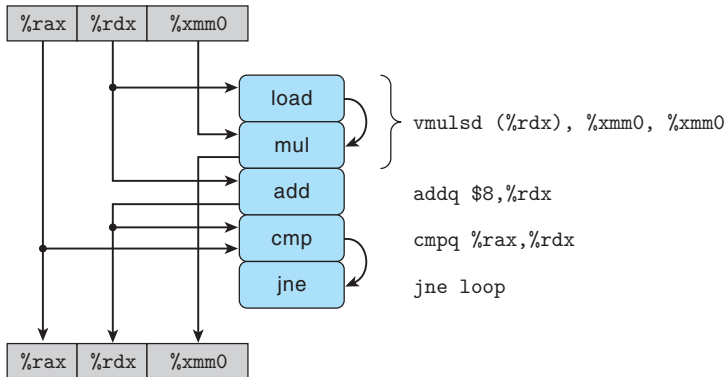 %rax %rdx %xmm0
load
mul
vmulsd (%rdx), %xmm0, %xmm0
add
addq $8,%rdx
cmp
cmpq %rax,%rdx
jne
jne loop
%rax %rdx %xmm0